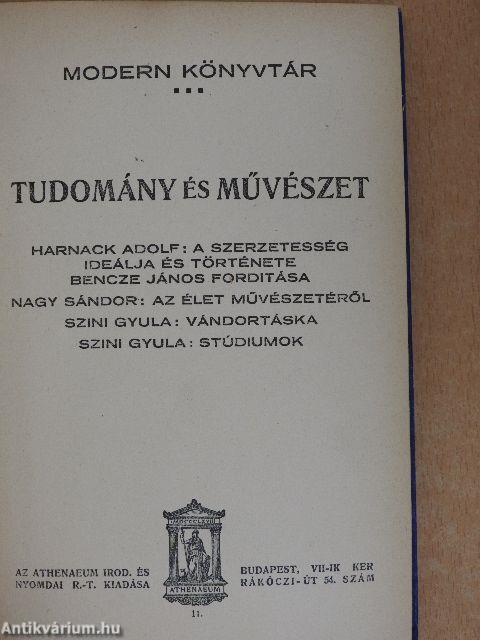 MODERN KÖNYVTÁR
TUDOMÁNY ÉS MŰVÉSZET
HARNACK ADOLF: A SZERZETESSÉG
IDEÁLJA ÉS TÖRTÉNETE
BENCZE JÁNOS FORDITÁSA
NAGY SÁNDOR: AZ ÉLET MŰVÉSZETÉRŐL
SZINI GYULA: VÁNDORTÁSKA
SZINI GYULA: STÚDIUMOK
AZ ATHENAEUM IROD. ÉS
NYOMDAI R.-T. KIADÁSA
ATHENAEUM
BUDAPEST, VII-IK KER
RÁKÓCZI-ÚT 54. SZÁM
11.
Antikvárium.hu